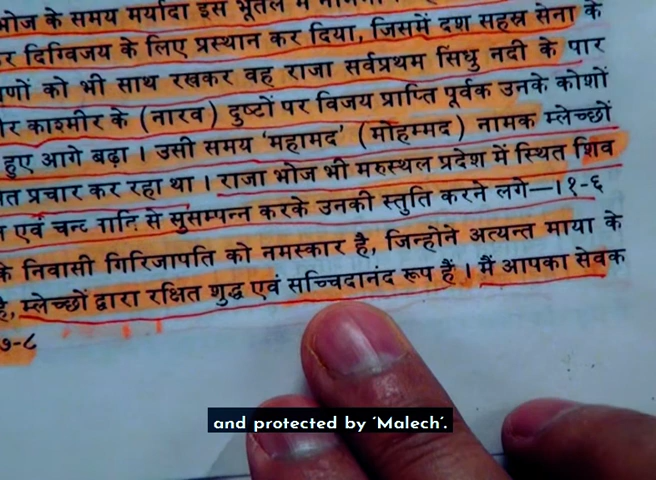 भोज के समय मर्यादा इस भूतल में
कर दिग्विजय के लिए प्रस्थान कर दिया, जिसमें दश सहस्र सेना के
णों को भी साथ रखकर वह राजा सर्वप्रथम सिंधु नदी के पार
र काश्मीर के (नारव) दुष्टों पर विजय प्राप्ति पूर्वक उनके कोशों
हुए आगे बढ़ा । उसी समय 'महामद' (मोहम्मद) नामक म्लेच्छों
त प्रचार कर रहा था । राजा भोज भी मरुस्थल प्रदेश में स्थित शिव
एवं चन्द से सुसम्पन्न करके उनकी स्तुति करने लगे—।१-६
के निवासी गिरिजापति को नमस्कार है, जिन्होने अत्यन्त माया के
है, म्लेच्छों द्वारा रक्षित शुद्ध एवं सच्चिदानंद रूप हैं । मैं आपका सेवक
७-८
and protected by ‘Malech’.